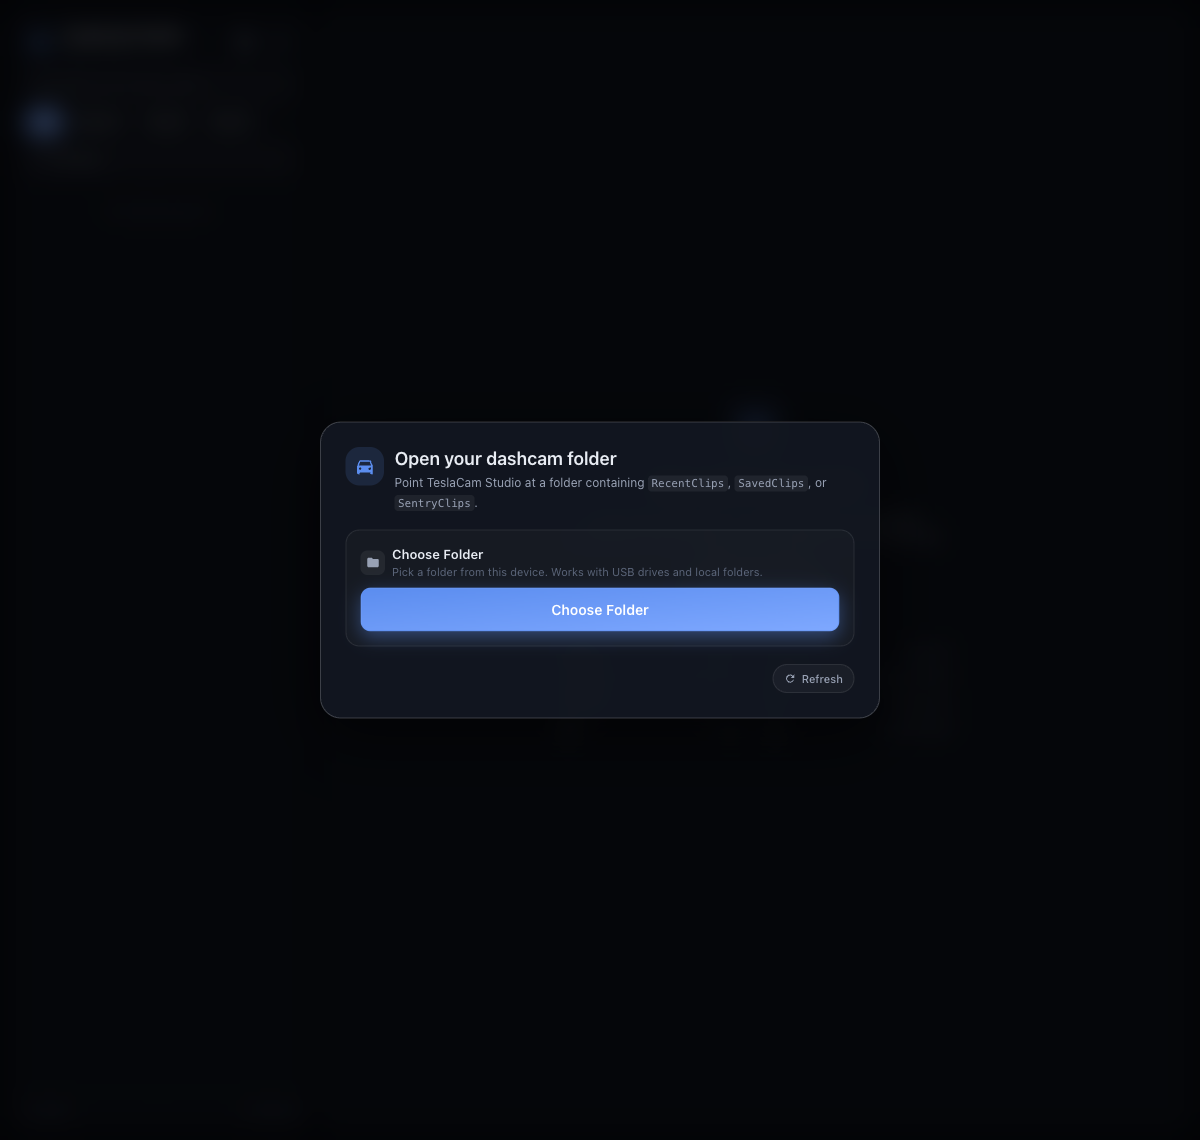 Open your dashcam folder
Point TeslaCam Studio at a folder containing RecentClips, SavedClips, or
SentryClips.
Choose Folder
Pick a folder from this device. Works with USB drives and local folders.
Choose Folder
Refresh